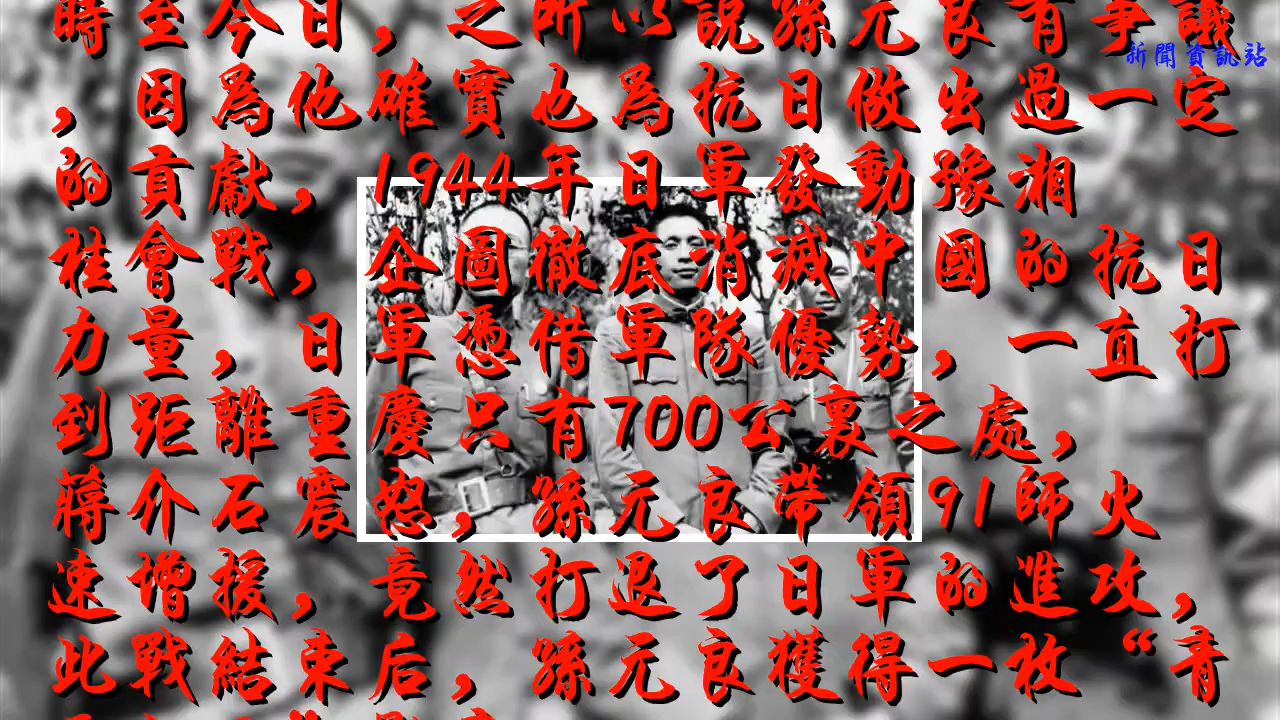 時至今日，之所以說孫元良有爭議
新聞資訊站
，因為他確實也為抗日做出過一定
的貢獻，1944年日軍發動豫湘
桂會戰，企圖徹底消滅中國的抗日
力量，日軍憑借軍隊優勢，一直打
到距離重慶只有700公裏之處，
蔣介石震怒，孫元良帶領91師火
速增援，竟然打退了日軍的進攻，
此戰結束后，孫元良獲得一枚“青